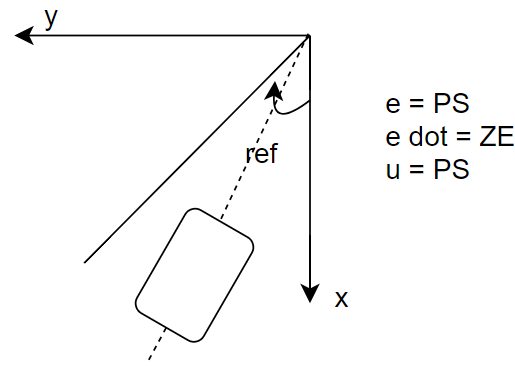 y
e = PS
e dot = ZE
ref
u = PS
x